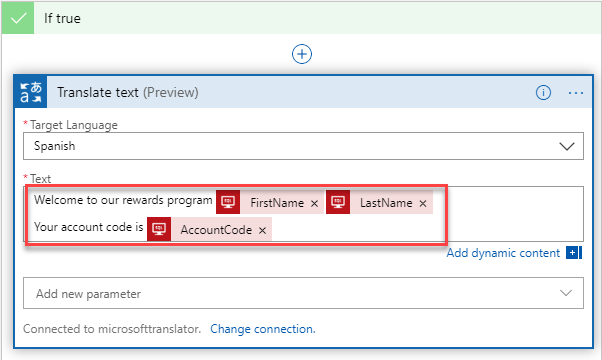 If true
Translate text (Preview)
* Target Language
Spanish
* Text
Welcome to our rewards program SQL FirstName × SQL LastName ×
Your account code is SQL AccountCode ×
Add dynamic content
Add new parameter
Connected to microsofttranslator. Change connection.